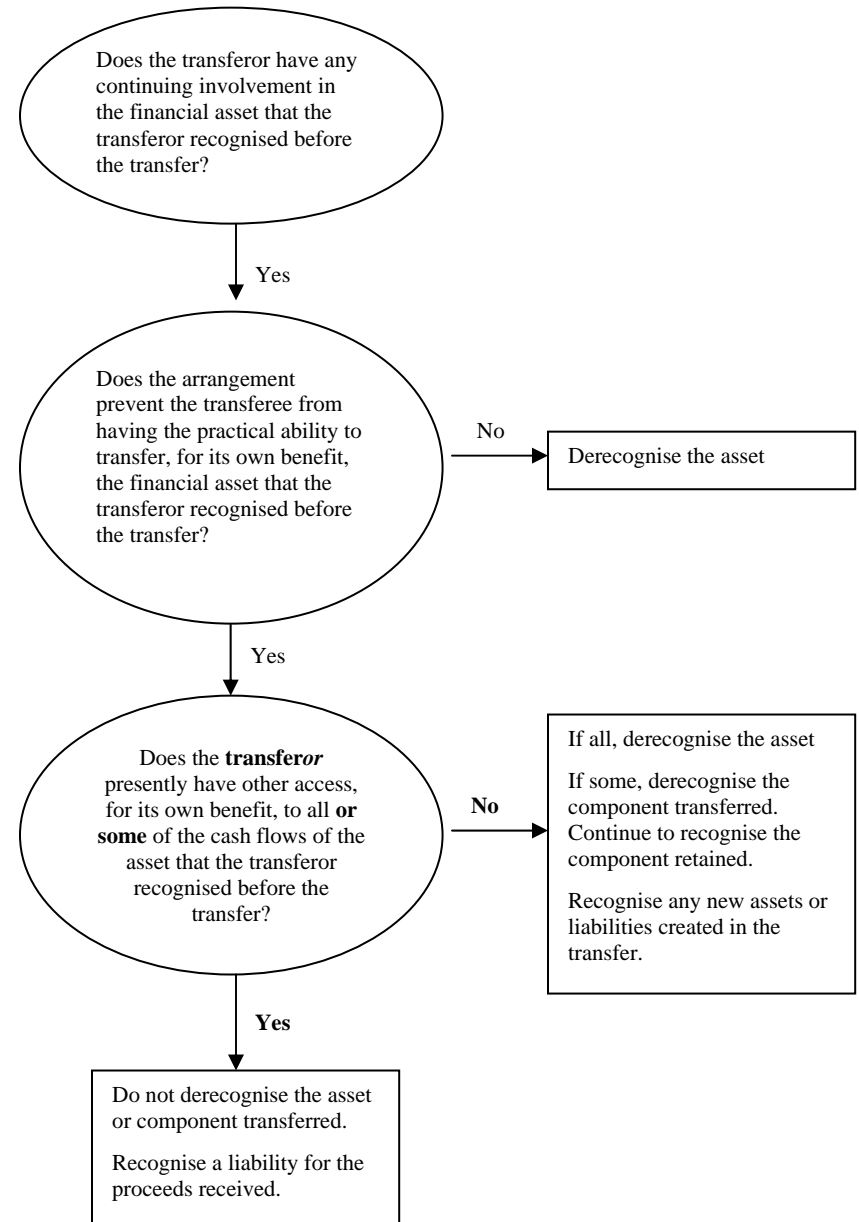 Does the transferor have any
continuing involvement in
the financial asset that the
transferor recognised before
the transfer?
Yes
Does the arrangement
prevent the transferee from
having the practical ability to
transfer, for its own benefit,
the financial asset that the
transferor recognised before
the transfer?
No
Derecognise the asset
Yes
Does the transferor
presently have other access,
for its own benefit, to all or
some of the cash flows of the
asset that the transferor
recognised before the
transfer?
No
If all, derecognise the asset
If some, derecognise the
component transferred.
Continue to recognise the
component retained.
Recognise any new assets or
liabilities created in the
transfer.
Yes
Do not derecognise the asset
or component transferred.
Recognise a liability for the
proceeds received.